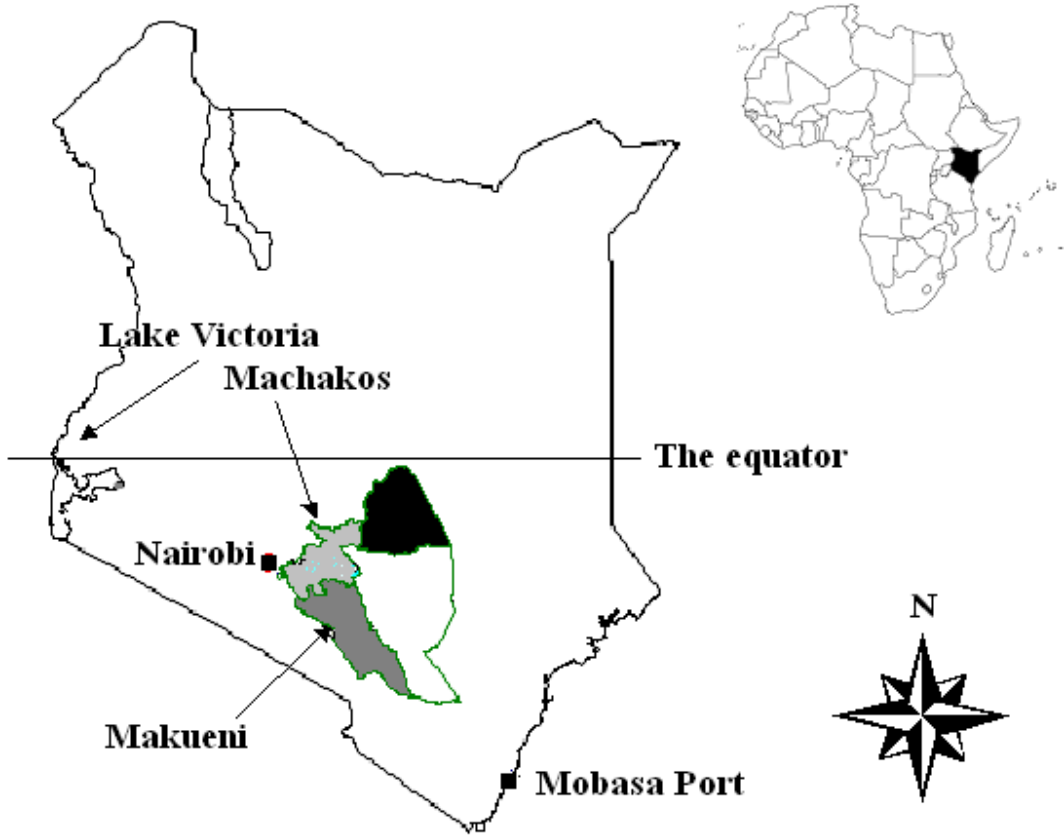 Lake Victoria
Machakos
The equator
Nairobi
N
Makueni
Mobasa Port